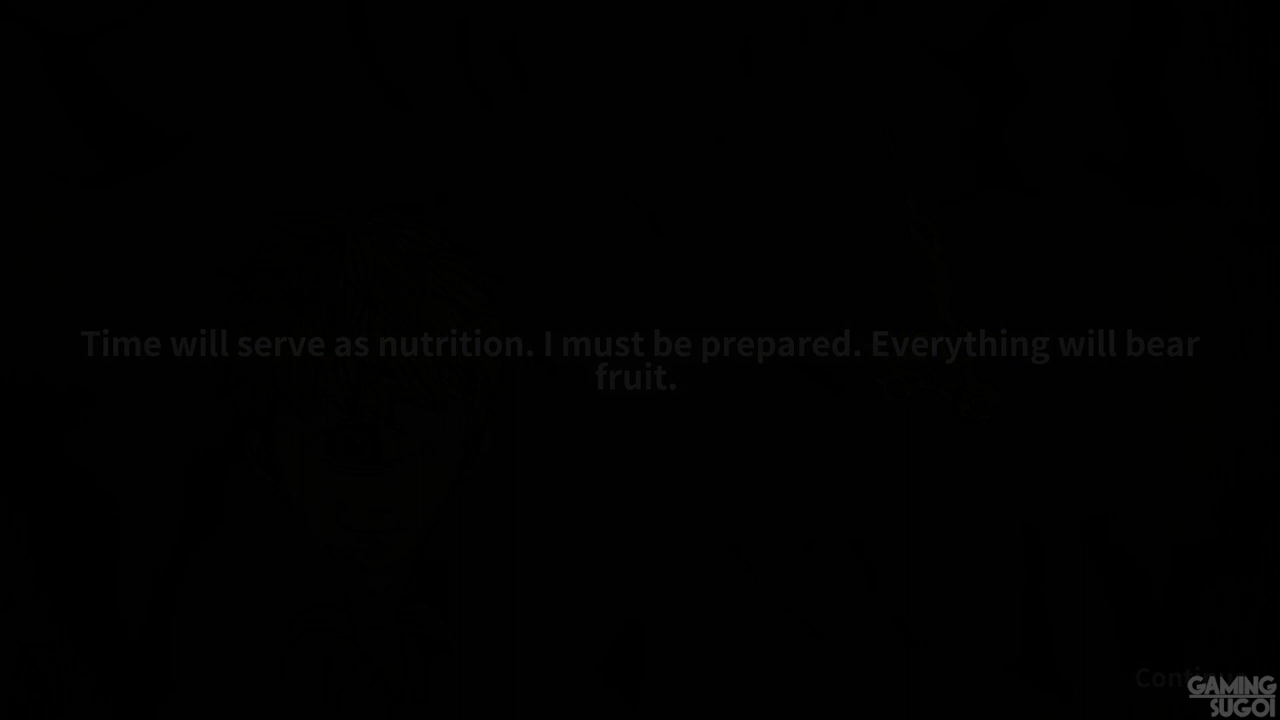 Time will serve as nutrition. I must be prepared. Everything will bear
fruit.
GAMING
SUGOI